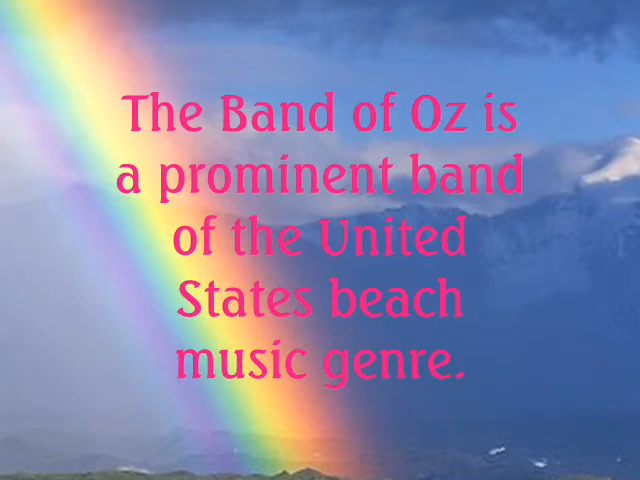 The Band of Oz is
a prominent band
of the United
States beach
music genre.